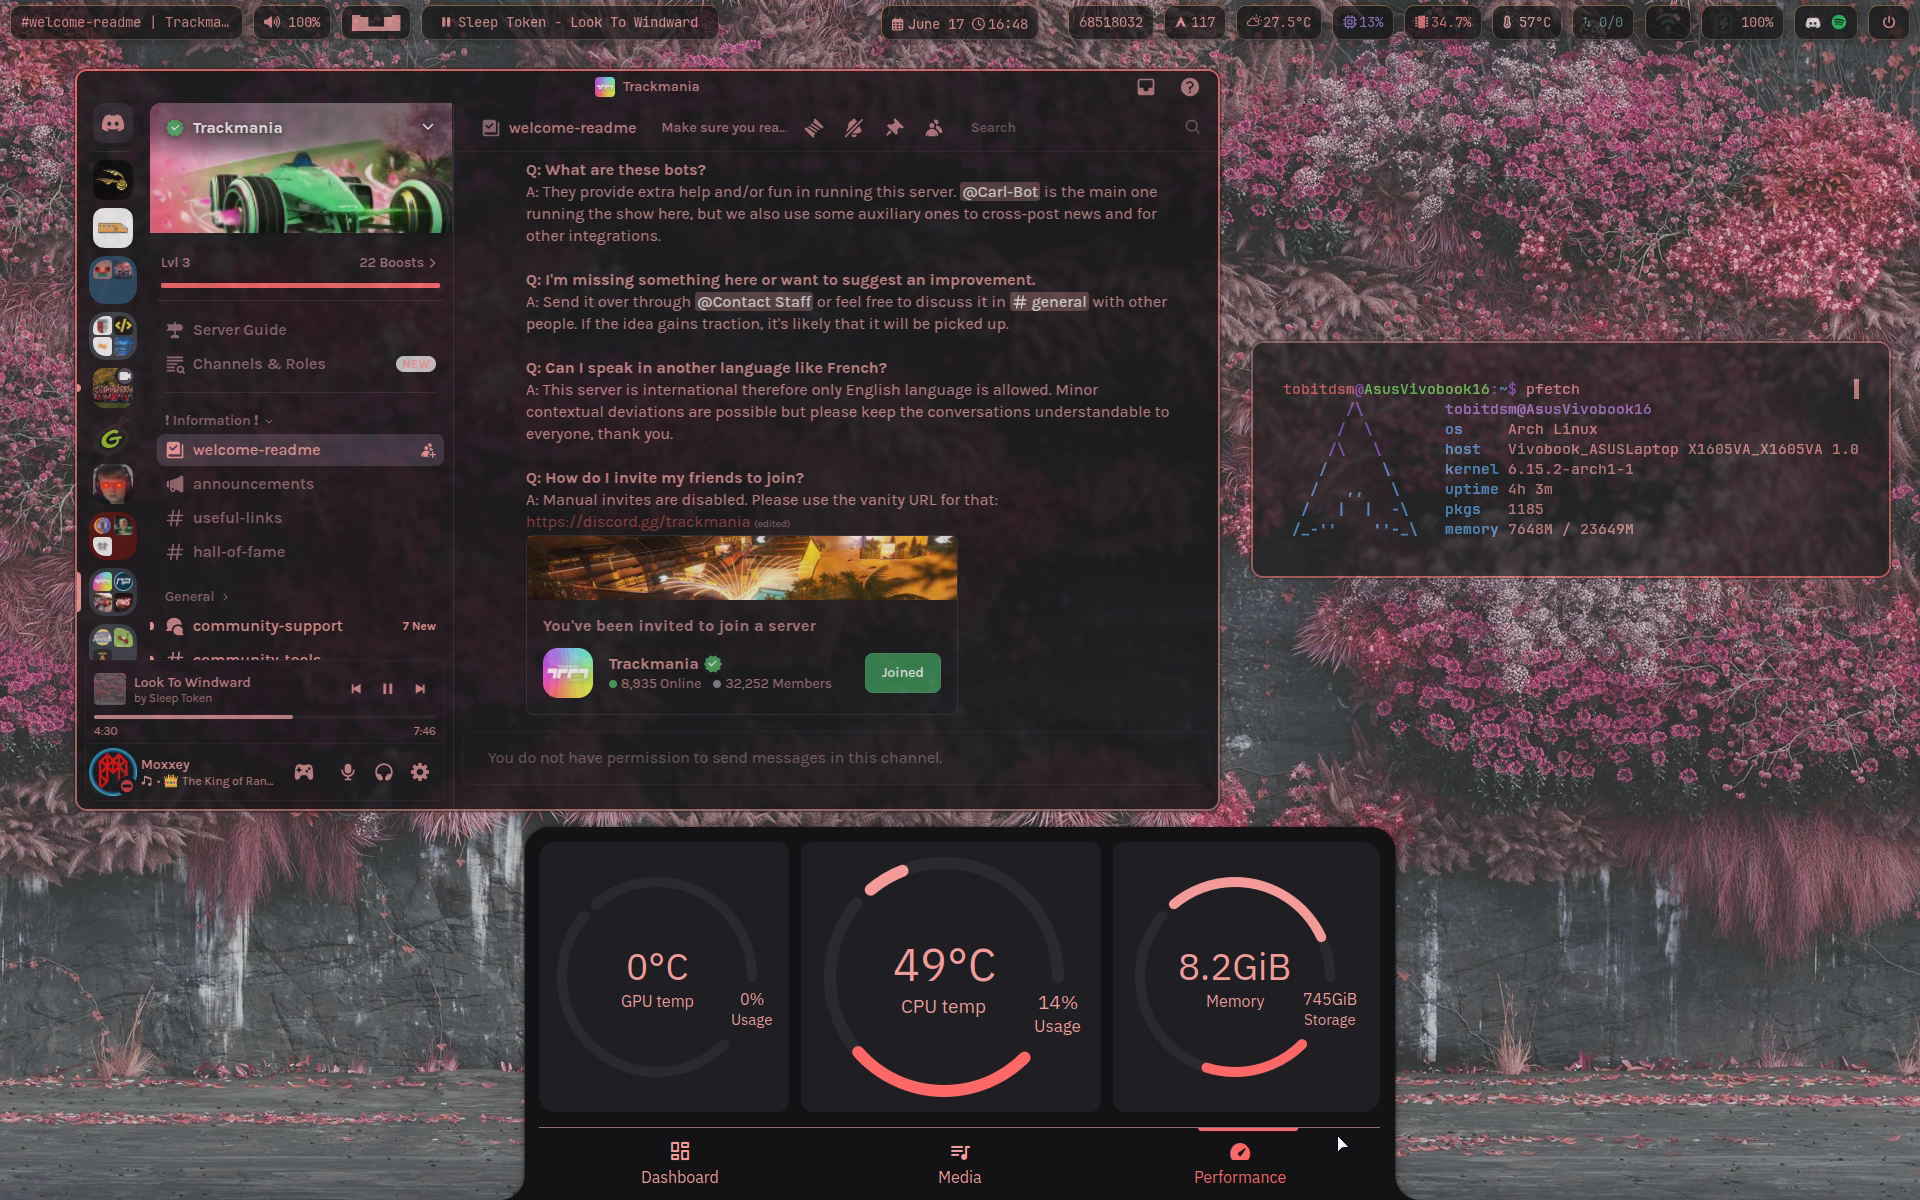 #welcome-readme | Trackma…
100%
Sleep Token - Look To Windward
June 17 16:48
68518032
117
27.5°C
13%
34.7%
57°C
0/0
100%
Trackmania
Trackmania
Lvl 3
22 Boosts
Server Guide
Channels & Roles
NEW
! Information !
welcome-readme
announcements
useful-links
hall-of-fame
General
community-support
7 New
community-tools
Look To Windward
by Sleep Token
4:30
7:46
Moxxey
The King of Ran...
welcome-readme
Make sure you rea...
Search
Q: What are these bots?
A: They provide extra help and/or fun in running this server. @Carl-Bot is the main one
running the show here, but we also use some auxiliary ones to cross-post news and for
other integrations.
Q: I'm missing something here or want to suggest an improvement.
A: Send it over through @Contact Staff or feel free to discuss it in # general with other
people. If the idea gains traction, it's likely that it will be picked up.
Q: Can I speak in another language like French?
A: This server is international therefore only English language is allowed. Minor
contextual deviations are possible but please keep the conversations understandable to
everyone, thank you.
Q: How do I invite my friends to join?
A: Manual invites are disabled. Please use the vanity URL for that:
https://discord.gg/trackmania (edited)
You've been invited to join a server
Trackmania
8,935 Online
32,252 Members
Joined
You do not have permission to send messages in this channel.
tobitdsm@AsusVivobook16:~$ pfetch
tobitdsm@AsusVivobook16
os Arch Linux
host Vivobook_ASUSLaptop X1605VA_X1605VA 1.0
kernel 6.15.2-arch1-1
uptime 4h 3m
pkgs 1185
memory 7648M / 23649M
0°C
GPU temp
0%
Usage
49°C
CPU temp
14%
Usage
8.2GiB
Memory
745GiB
Storage
Dashboard
Media
Performance